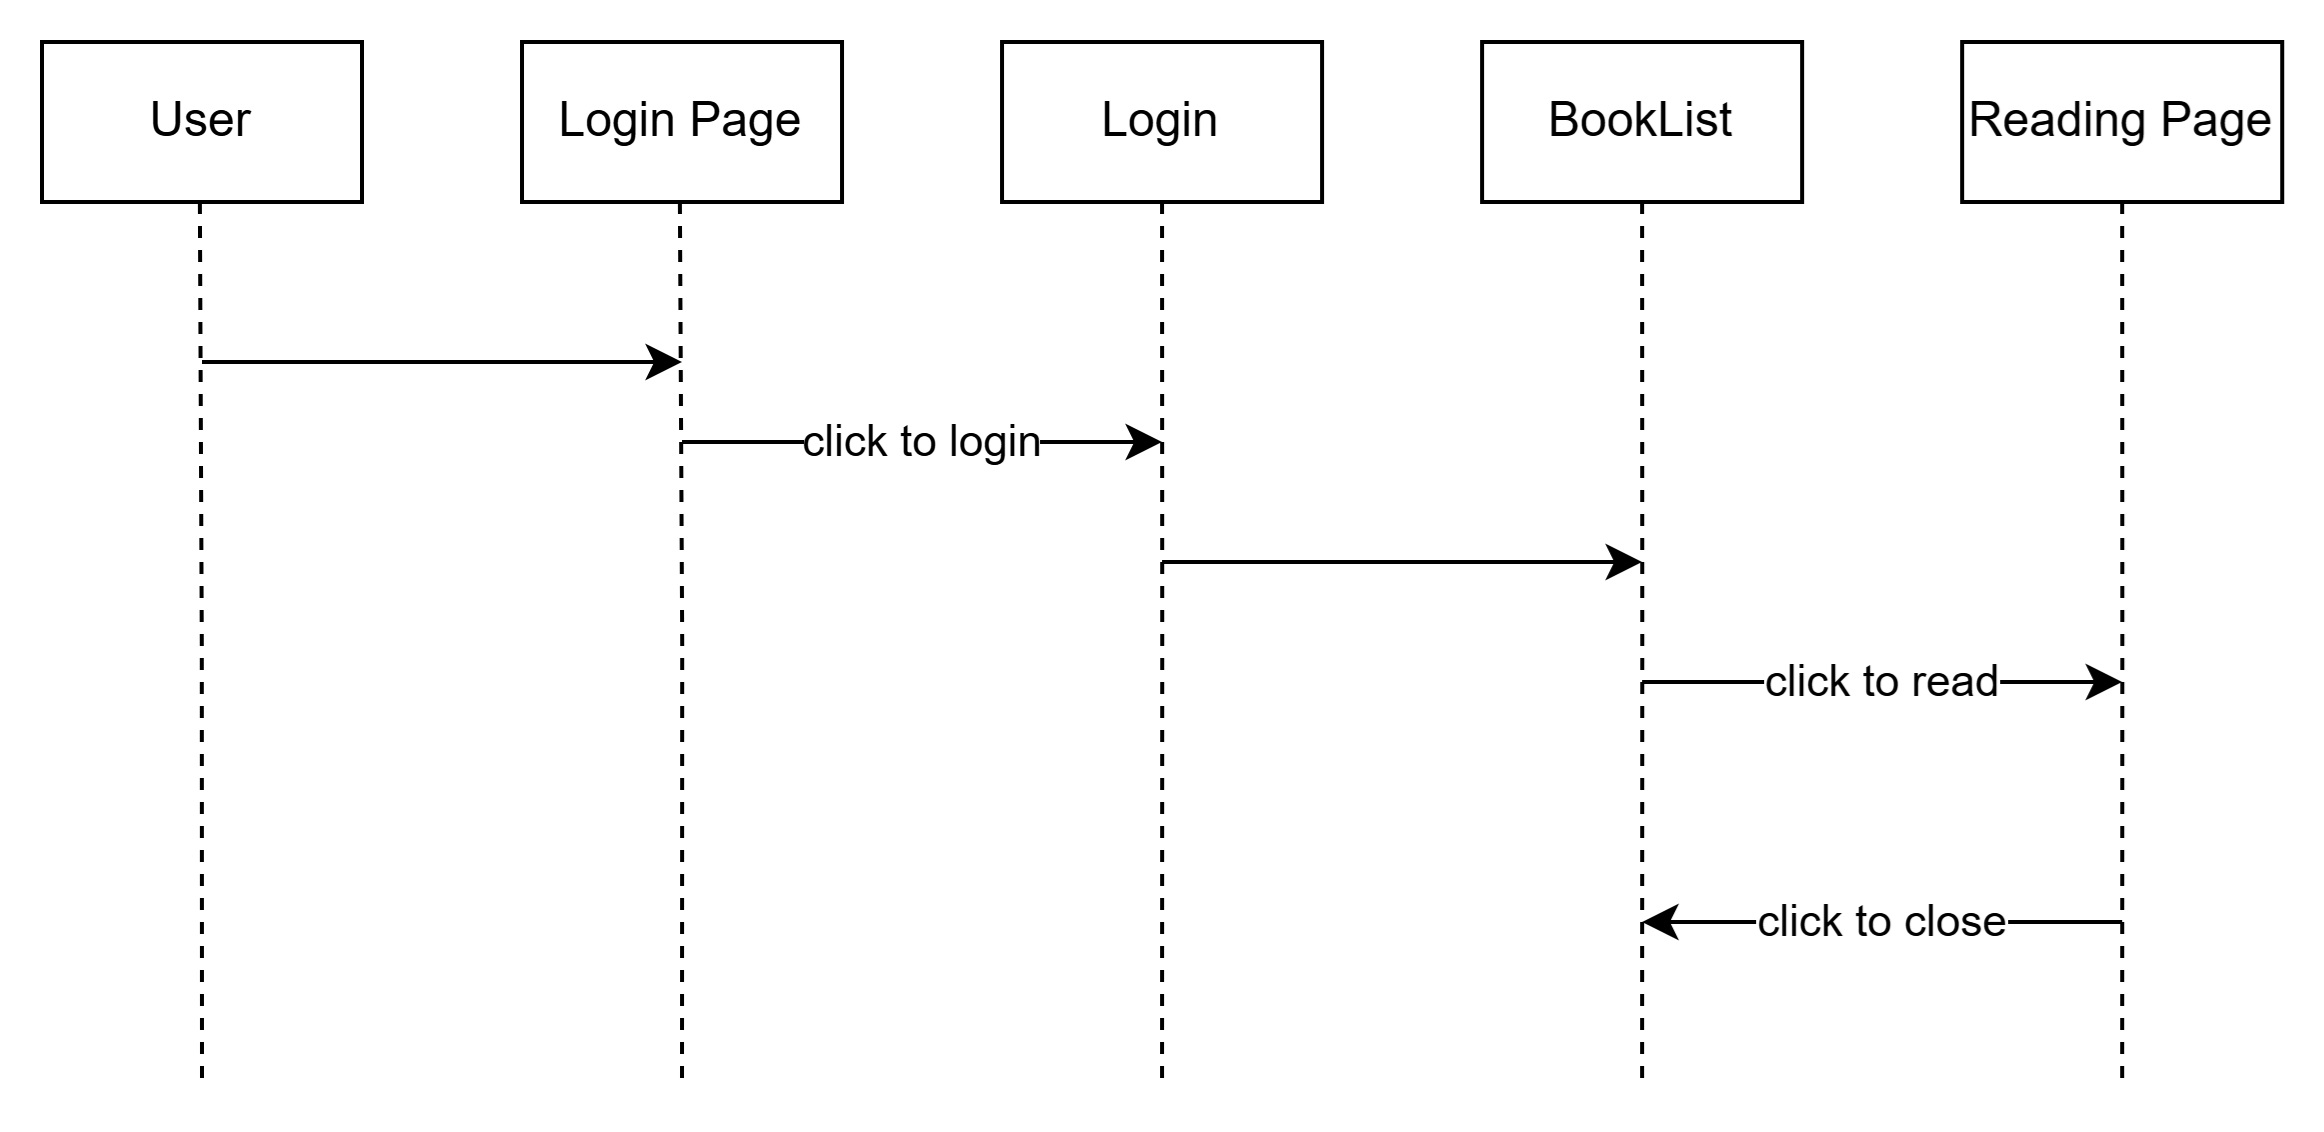 User
Login Page
Login
BookList
Reading Page
click to login
click to read
click to close